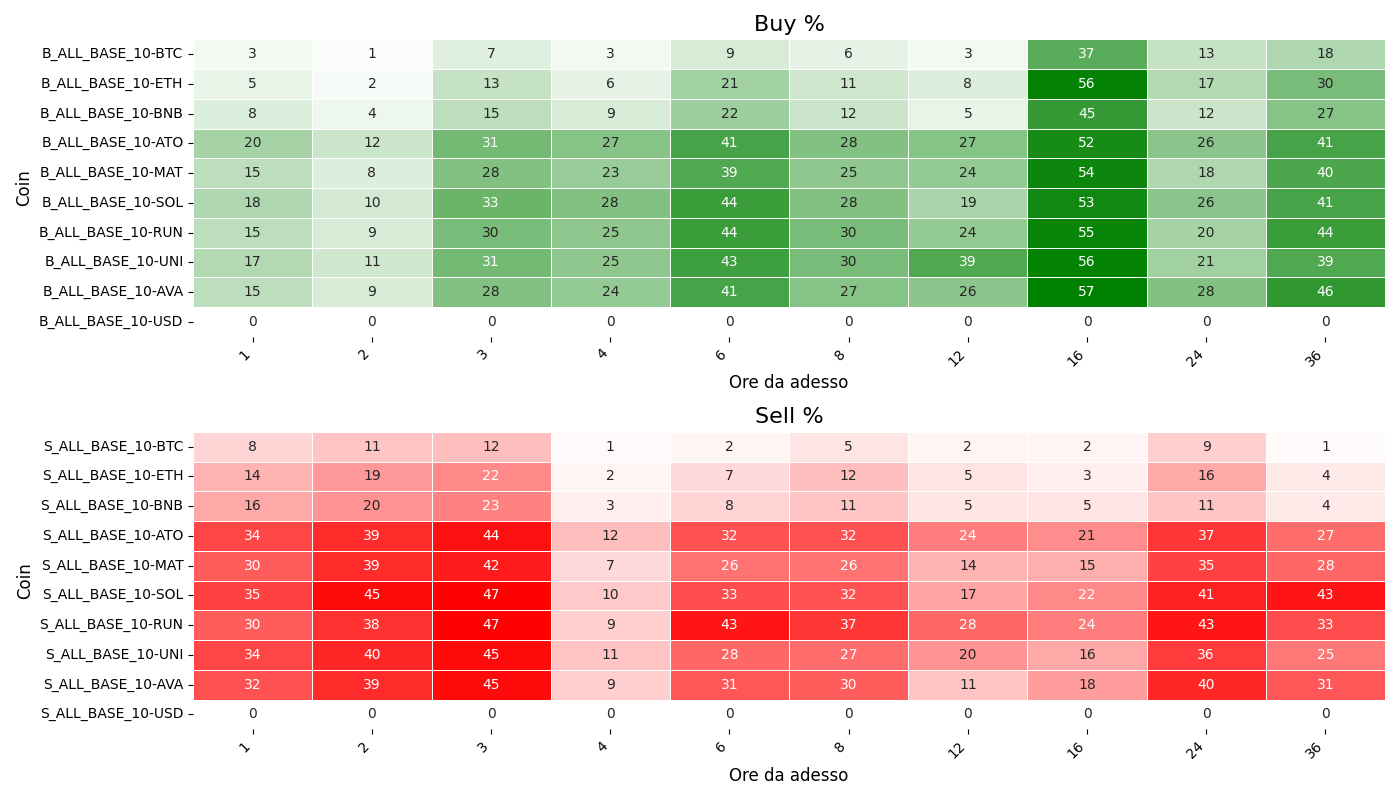 Buy %
Coin
B_ALL_BASE_10-BTC 3 1 7 3 9 6 3 37 13 18
B_ALL_BASE_10-ETH 5 2 13 6 21 11 8 56 17 30
B_ALL_BASE_10-BNB 8 4 15 9 22 12 5 45 12 27
B_ALL_BASE_10-ATO 20 12 31 27 41 28 27 52 26 41
B_ALL_BASE_10-MAT 15 8 28 23 39 25 24 54 18 40
B_ALL_BASE_10-SOL 18 10 33 28 44 28 19 53 26 41
B_ALL_BASE_10-RUN 15 9 30 25 44 30 24 55 20 44
B_ALL_BASE_10-UNI 17 11 31 25 43 30 39 56 21 39
B_ALL_BASE_10-AVA 15 9 28 24 41 27 26 57 28 46
B_ALL_BASE_10-USD 0 0 0 0 0 0 0 0 0 0
1 2 3 4 6 8 12 16 24 36
Ore da adesso
Sell %
Coin
S_ALL_BASE_10-BTC 8 11 12 1 2 5 2 2 9 1
S_ALL_BASE_10-ETH 14 19 22 2 7 12 5 3 16 4
S_ALL_BASE_10-BNB 16 20 23 3 8 11 5 5 11 4
S_ALL_BASE_10-ATO 34 39 44 12 32 32 24 21 37 27
S_ALL_BASE_10-MAT 30 39 42 7 26 26 14 15 35 28
S_ALL_BASE_10-SOL 35 45 47 10 33 32 17 22 41 43
S_ALL_BASE_10-RUN 30 38 47 9 43 37 28 24 43 33
S_ALL_BASE_10-UNI 34 40 45 11 28 27 20 16 36 25
S_ALL_BASE_10-AVA 32 39 45 9 31 30 11 18 40 31
S_ALL_BASE_10-USD 0 0 0 0 0 0 0 0 0 0
1 2 3 4 6 8 12 16 24 36
Ore da adesso